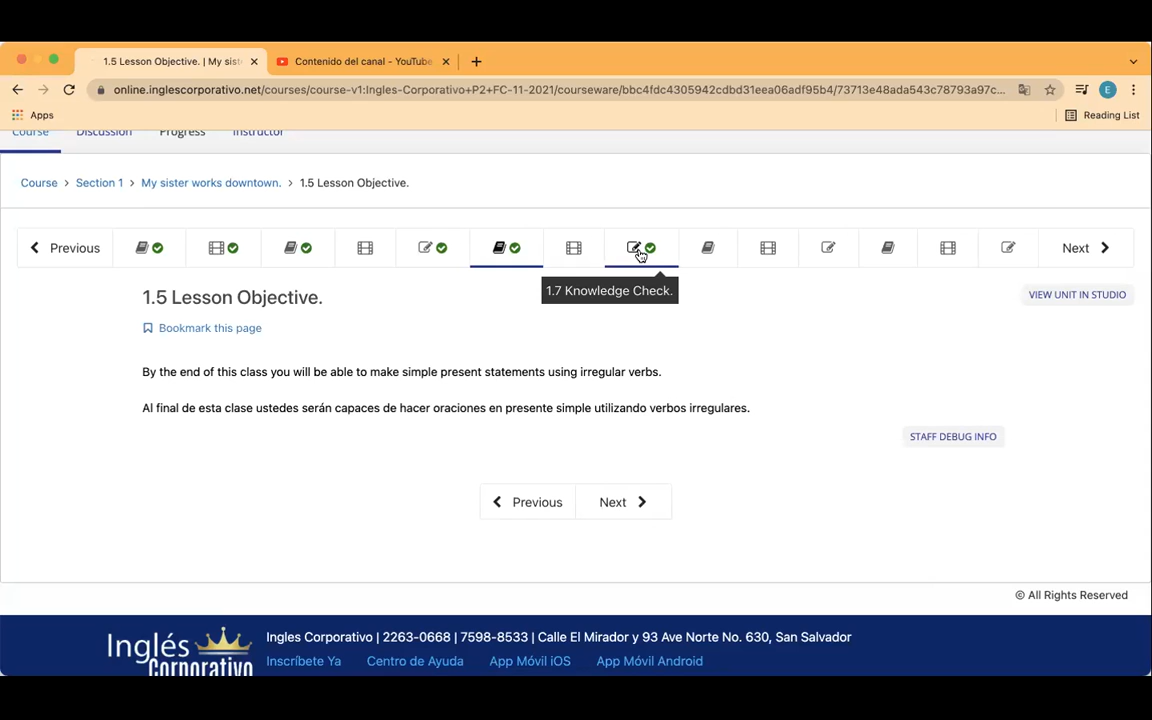 1.5 Lesson Objective. | My sist
Contenido del canal - YouTube
online.inglescorporativo.net/courses/course-v1:Ingles-Corporativo+P2+FC-11-2021/courseware/bbc4fdc4305942cdbd31eea06adf95b4/73713e48ada543c78793a97c...
E
Apps
Reading List
Course Discussion Progress Instructor
Course > Section 1 > My sister works downtown. > 1.5 Lesson Objective.
Previous
Next
1.7 Knowledge Check.
1.5 Lesson Objective.
VIEW UNIT IN STUDIO
Bookmark this page
By the end of this class you will be able to make simple present statements using irregular verbs.
Al final de esta clase ustedes serán capaces de hacer oraciones en presente simple utilizando verbos irregulares.
STAFF DEBUG INFO
Previous Next
© All Rights Reserved
Inglés Corporativo
Ingles Corporativo | 2263-0668 | 7598-8533 | Calle El Mirador y 93 Ave Norte No. 630, San Salvador
Inscríbete Ya Centro de Ayuda App Móvil iOS App Móvil Android